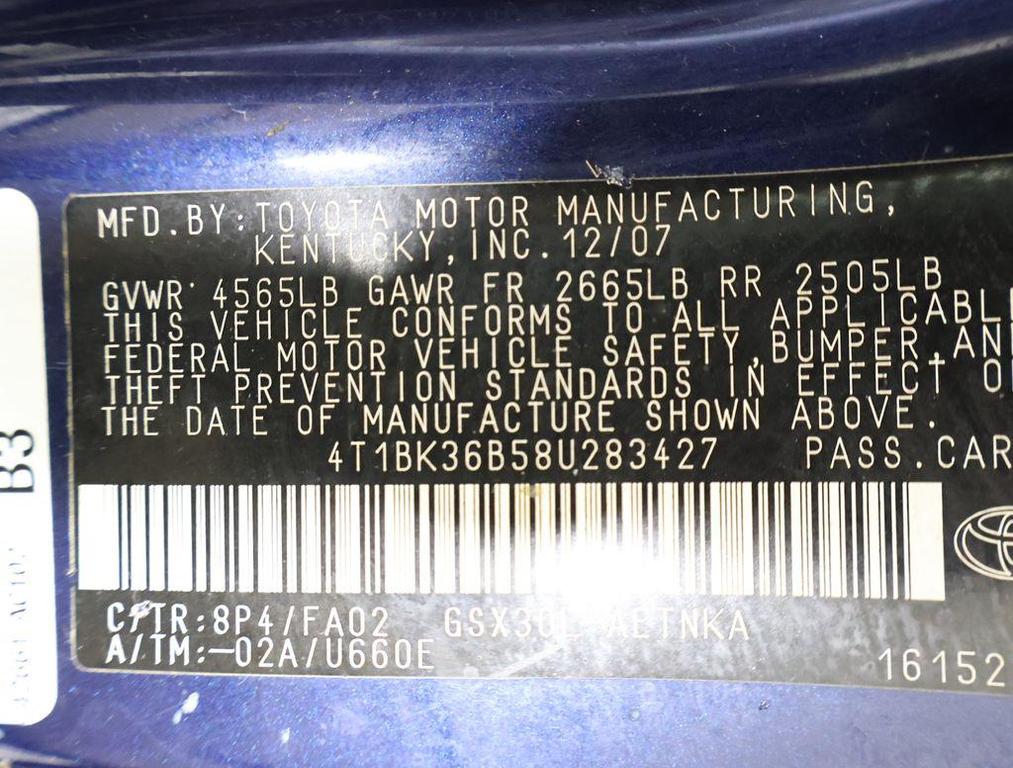 MFD.BY:TOYOTA MOTOR MANUFACTURING,
KENTUCKY,INC.12/07
GVWR 4565LB GAWR FR 2665LB RR 2505LB
THIS VEHICLE CONFORMS TO ALL APPLICABL
FEDERAL MOTOR VEHICLE SAFETY,BUMPER,AN
THEFT PREVENTION STANDARDS IN EFFECT O
THE DATE OF MANUFACTURE SHOWN ABOVE.
4T1BK36B58U283427 PASS.CAR
C/TR:8P4/FA02 GSX30L-AETNKA
A/TM:-02A/U660E
16152
B3